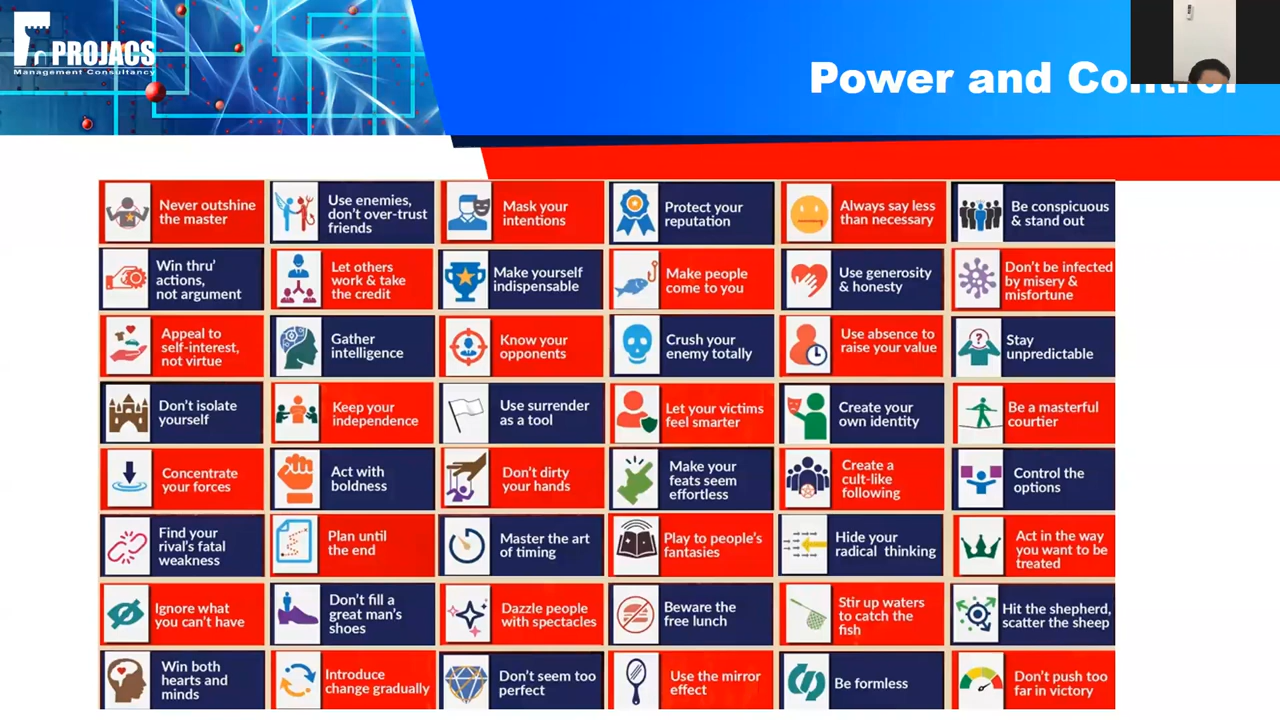 PROJACS
Management Consultancy
Power and Control
Never outshine
the master
Use enemies,
don't over-trust
friends
Mask your
intentions
Protect your
reputation
Always say less
than necessary
Be conspicuous
& stand out
Win thru'
actions,
not argument
Let others
work & take
the credit
Make yourself
indispensable
Make people
come to you
Use generosity
& honesty
Don't be infected
by misery &
misfortune
Appeal to
self-interest,
not virtue
Gather
intelligence
Know your
opponents
Crush your
enemy totally
Use absence to
raise your value
Stay
unpredictable
Don't isolate
yourself
Keep your
independence
Use surrender
as a tool
Let your victims
feel smarter
Create your
own identity
Be a masterful
courtier
Concentrate
your forces
Act with
boldness
Don't dirty
your hands
Make your
feats seem
effortless
Create a
cult-like
following
Control the
options
Find your
rival's fatal
weakness
Plan until
the end
Master the art
of timing
Play to people's
fantasies
Hide your
radical thinking
Act in the way
you want to be
treated
Ignore what
you can't have
Don't fill a
great man's
shoes
Dazzle people
with spectacles
Beware the
free lunch
Stir up waters
to catch the
fish
Hit the shepherd,
scatter the sheep
Win both
hearts and
minds
Introduce
change gradually
Don't seem too
perfect
Use the mirror
effect
Be formless
Don't push too
far in victory